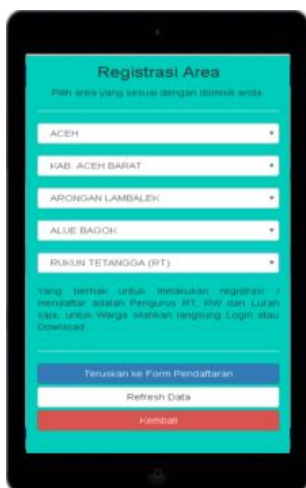 Registrasi Area
Pilih area yang sesuai dengan domisili anda
ACEH
KAB. ACEH BARAT
ARONGAN LAMBALEK
ALUE BAGOK
RUKUN TETANGGA (RT)
Yang berhak untuk melakukan registrasi /
mendaftar adalah Pengurus RT, RW dan Lurah
saja, untuk Warga silahkan langsung Login atau
Download
Teruskan ke Form Pendaftaran
Refresh Data
Kembali